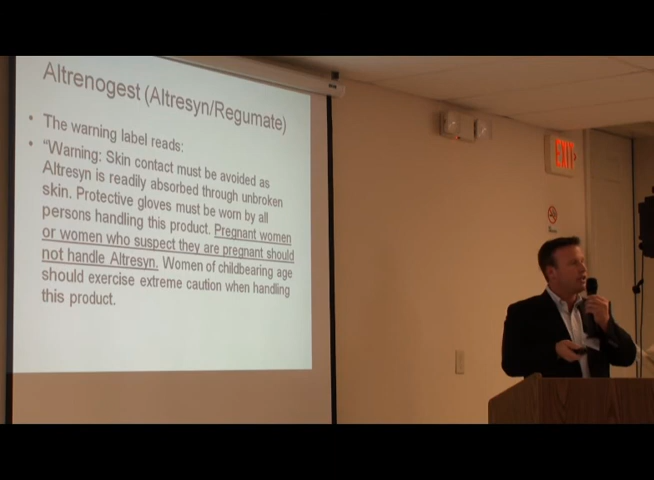 Altrenogest (Altresyn/Regumate)
• The warning label reads:
• "Warning: Skin contact must be avoided as
Altresyn is readily absorbed through unbroken
skin. Protective gloves must be worn by all
persons handling this product. Pregnant women
or women who suspect they are pregnant should
not handle Altresyn. Women of childbearing age
should exercise extreme caution when handling
this product.
EXIT